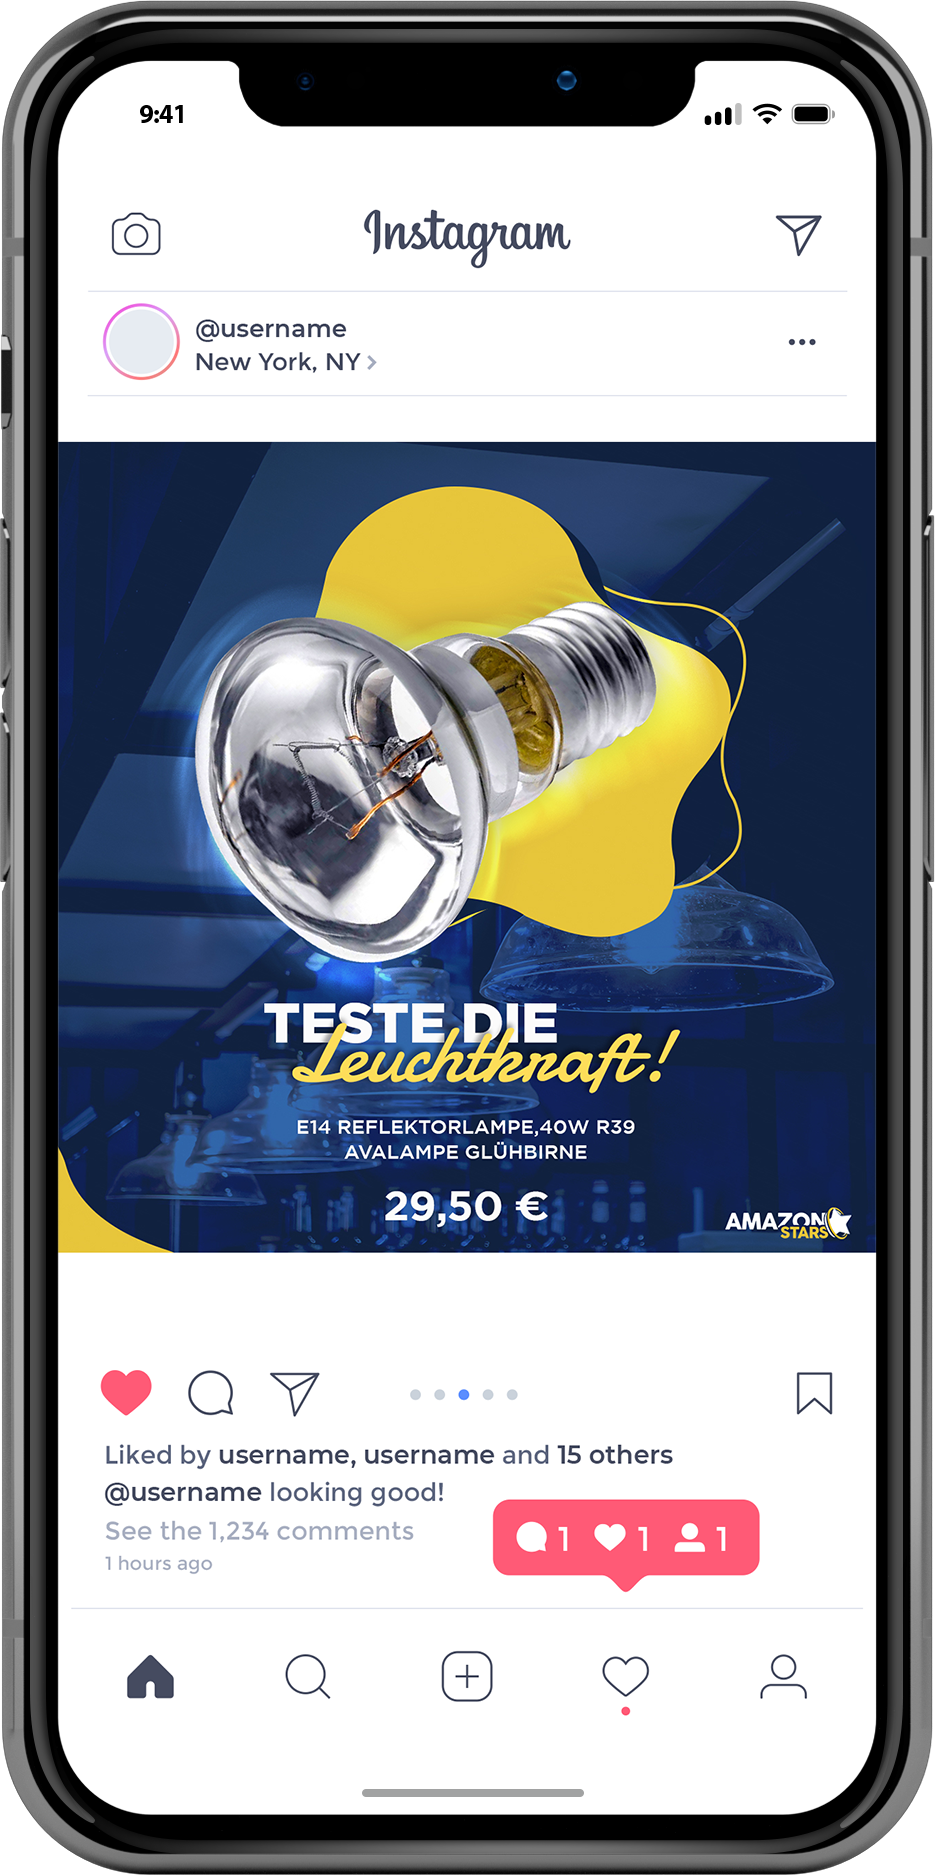 9:41
Instagram
@username
New York, NY
TESTE DIE
Leuchtkraft!
E14 REFLEKTORLAMPE,40W R39
AVALAMPE GLÜHBIRNE
29,50 €
AMAZON
STARS
Liked by username, username and 15 others
@username looking good!
See the 1,234 comments
1 1 1
1 hours ago